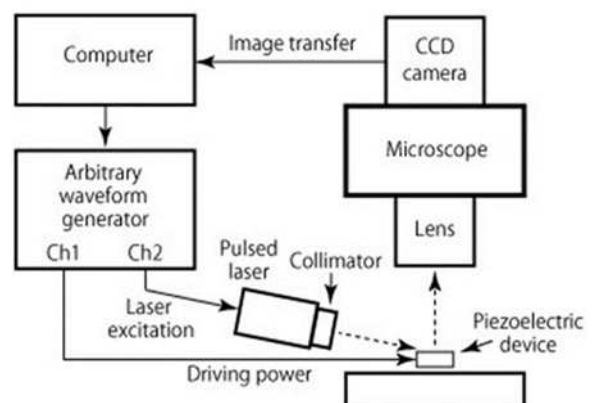 Computer
Image transfer
CCD
camera
Microscope
Lens
Arbitrary
waveform
generator
Ch1 Ch2
Pulsed
laser
Collimator
Laser
excitation
Piezoelectric
device
Driving power